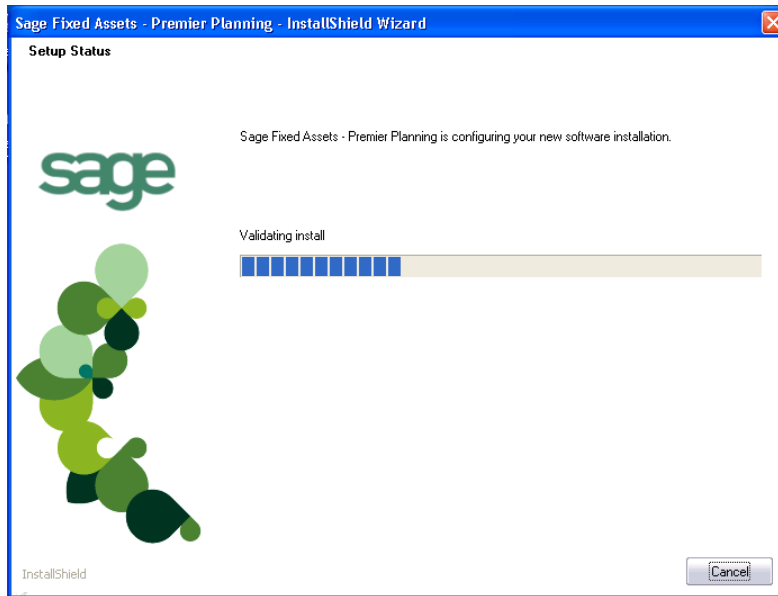 Sage Fixed Assets - Premier Planning - InstallShield Wizard
Setup Status
Sage Fixed Assets - Premier Planning is configuring your new software installation.
sage
Validating install
InstallShield
Cancel